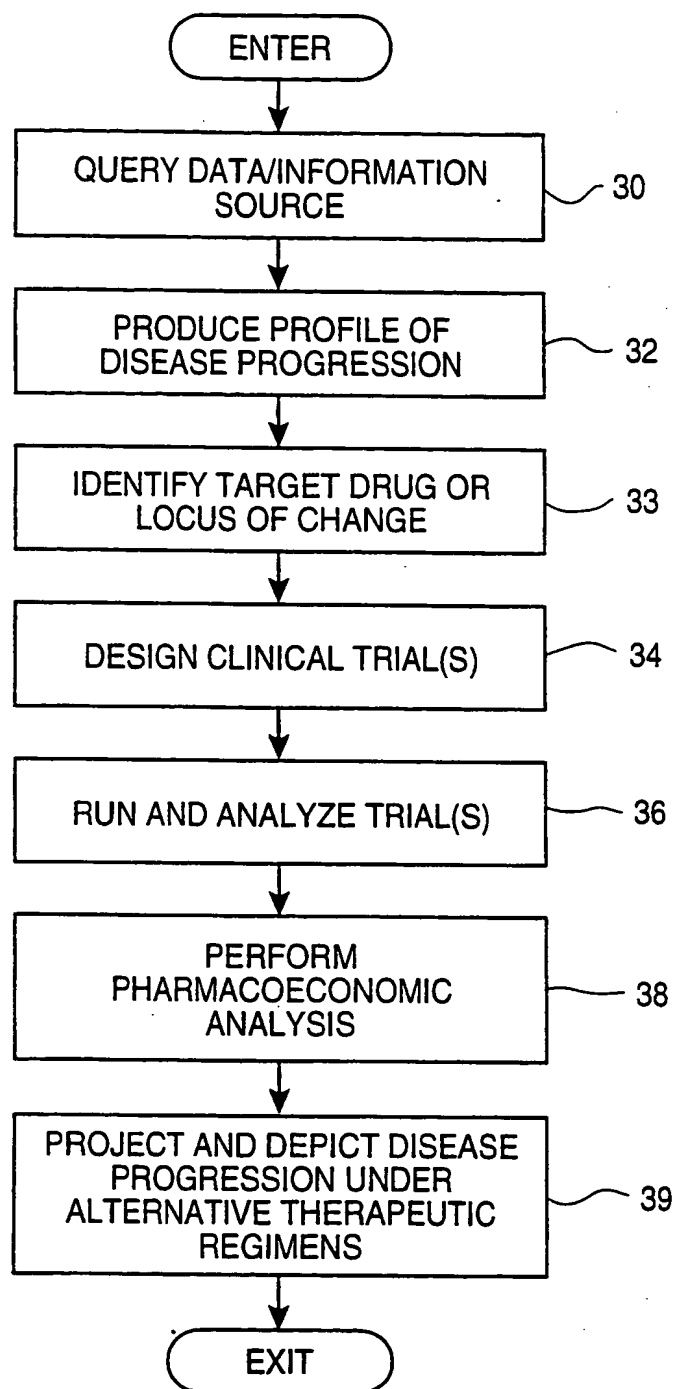 ENTER
QUERY DATA/INFORMATION
SOURCE
30
PRODUCE PROFILE OF
DISEASE PROGRESSION
32
IDENTIFY TARGET DRUG OR
LOCUS OF CHANGE
33
DESIGN CLINICAL TRIAL(S)
34
RUN AND ANALYZE TRIAL(S)
36
PERFORM
PHARMACOECONOMIC
ANALYSIS
38
PROJECT AND DEPICT DISEASE
PROGRESSION UNDER
ALTERNATIVE THERAPEUTIC
REGIMENS
39
EXIT